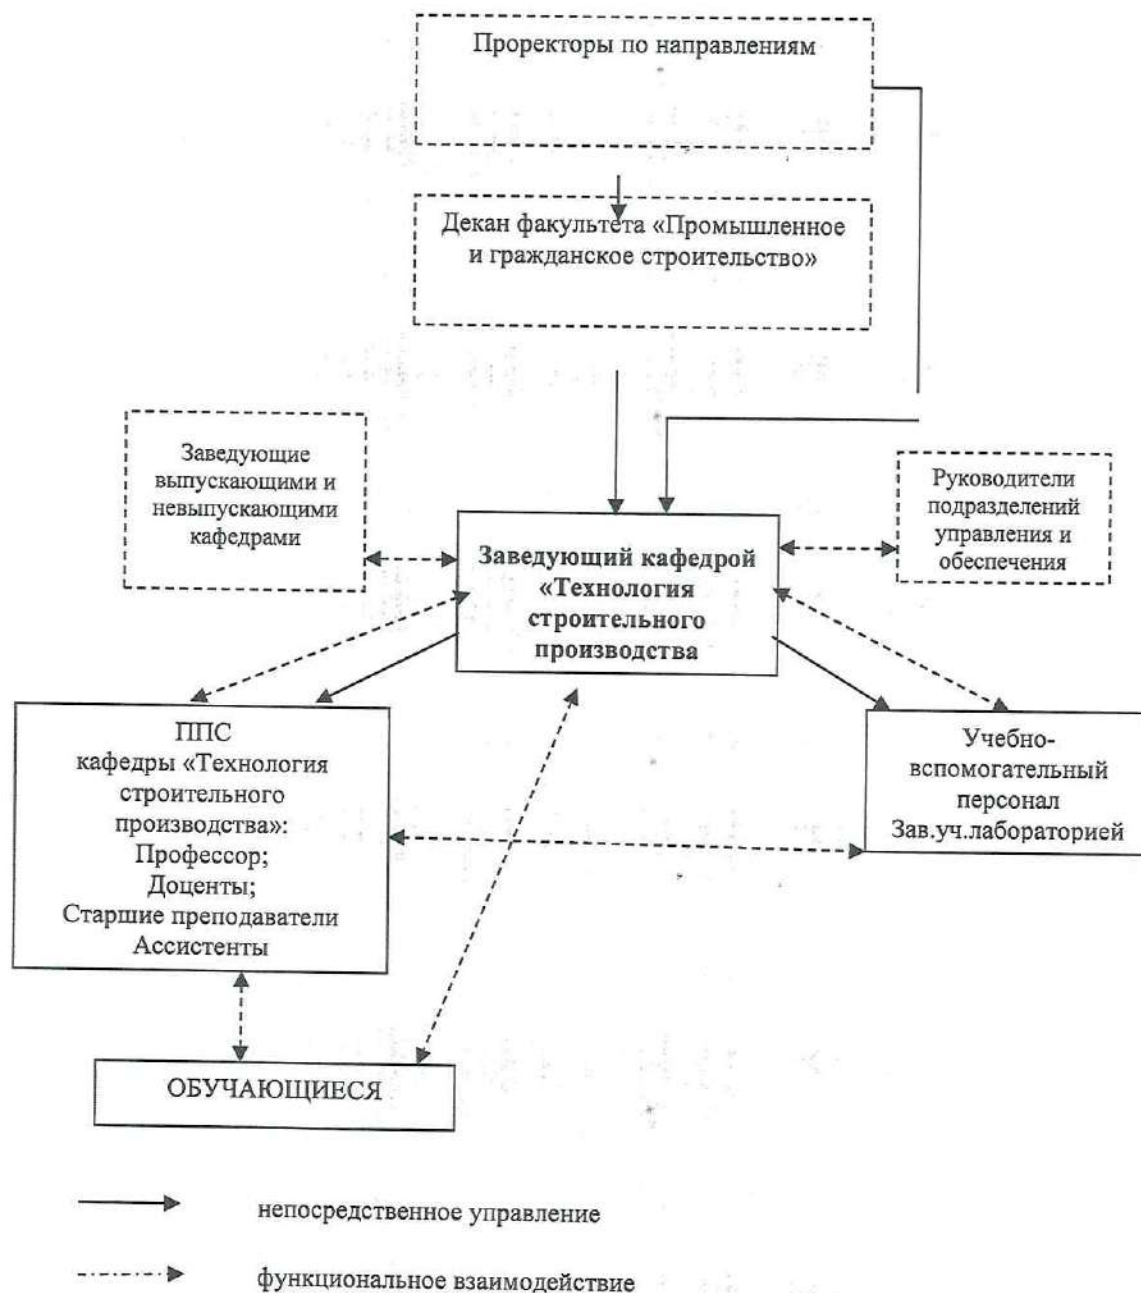 Проректоры по направлениям
Декан факультета «Промышленное
и гражданское строительство»
Заведующие
выпускающими и
невыпускающими
кафедрами
Руководители
подразделений
управления и
обеспечения
Заведующий кафедрой
«Технология
строительного
производства
ППС
кафедры «Технология
строительного
производства»:
Профессор;
Доценты;
Старшие преподаватели
Ассистенты
Учебно-
вспомогательный
персонал
Зав.уч.лабораторией
ОБУЧАЮЩИЕСЯ
непосредственное управление
функциональное взаимодействие